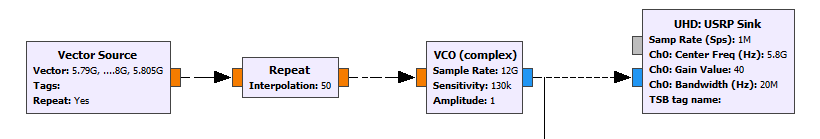 Vector Source
Vector: 5.79G, ....8G, 5.805G
Tags:
Repeat: Yes
Repeat
Interpolation: 50
VCO (complex)
Sample Rate: 12G
Sensitivity: 130k
Amplitude: 1
UHD: USRP Sink
Samp Rate (Sps): 1M
Ch0: Center Freq (Hz): 5.8G
Ch0: Gain Value: 40
Ch0: Bandwidth (Hz): 20M
TSB tag name: